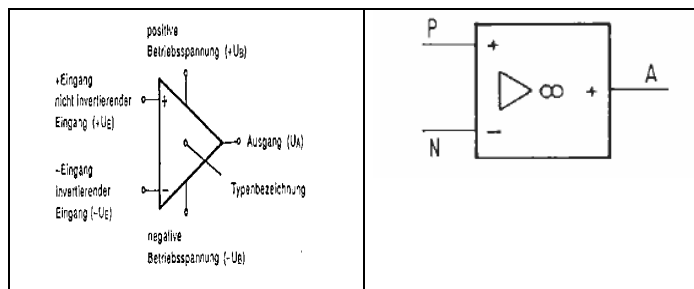 positive
Betriebsspannung (+UB)
+Eingang
nicht invertierender
Eingang (+UE)
+
Ausgang (UA)
−Eingang
invertierender
Eingang (−UE)
−
Typenbezeichnung
negative
Betriebsspannung (−UB)
P
+
▷ ∞ +
A
N
−